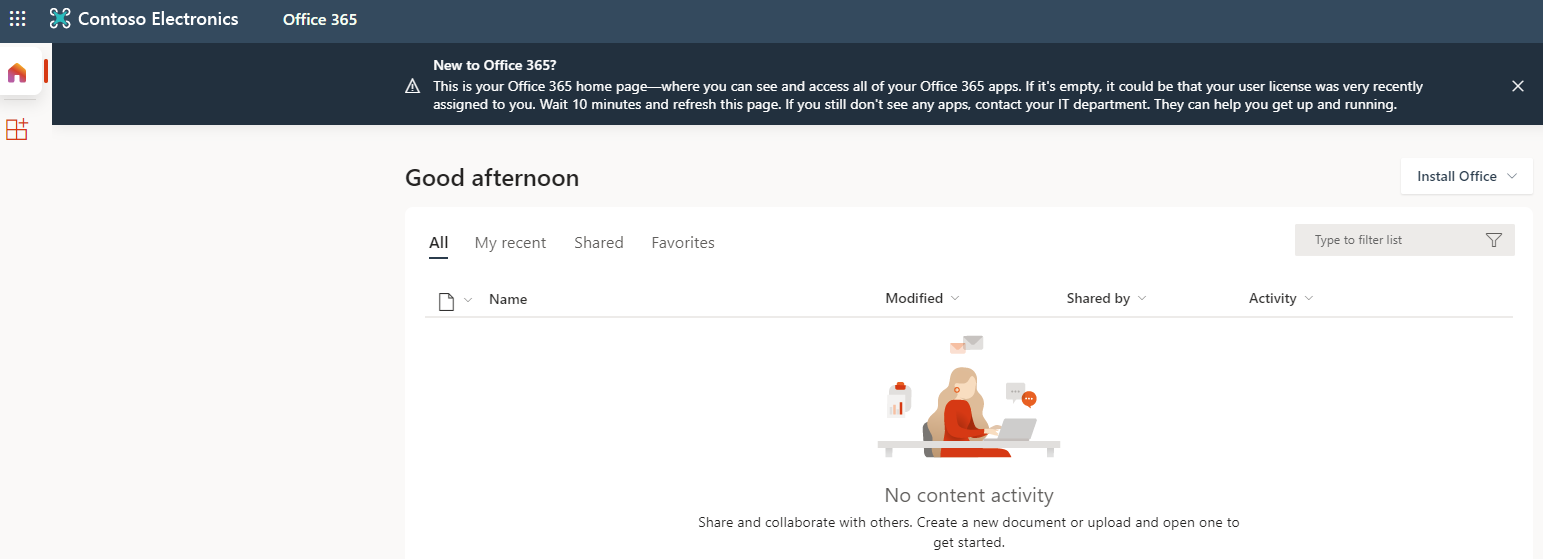 Contoso Electronics Office 365
New to Office 365?
This is your Office 365 home page—where you can see and access all of your Office 365 apps. If it's empty, it could be that your user license was very recently
assigned to you. Wait 10 minutes and refresh this page. If you still don't see any apps, contact your IT department. They can help you get up and running.
Good afternoon
Install Office
All My recent Shared Favorites
Type to filter list
Name Modified Shared by Activity
No content activity
Share and collaborate with others. Create a new document or upload and open one to
get started.